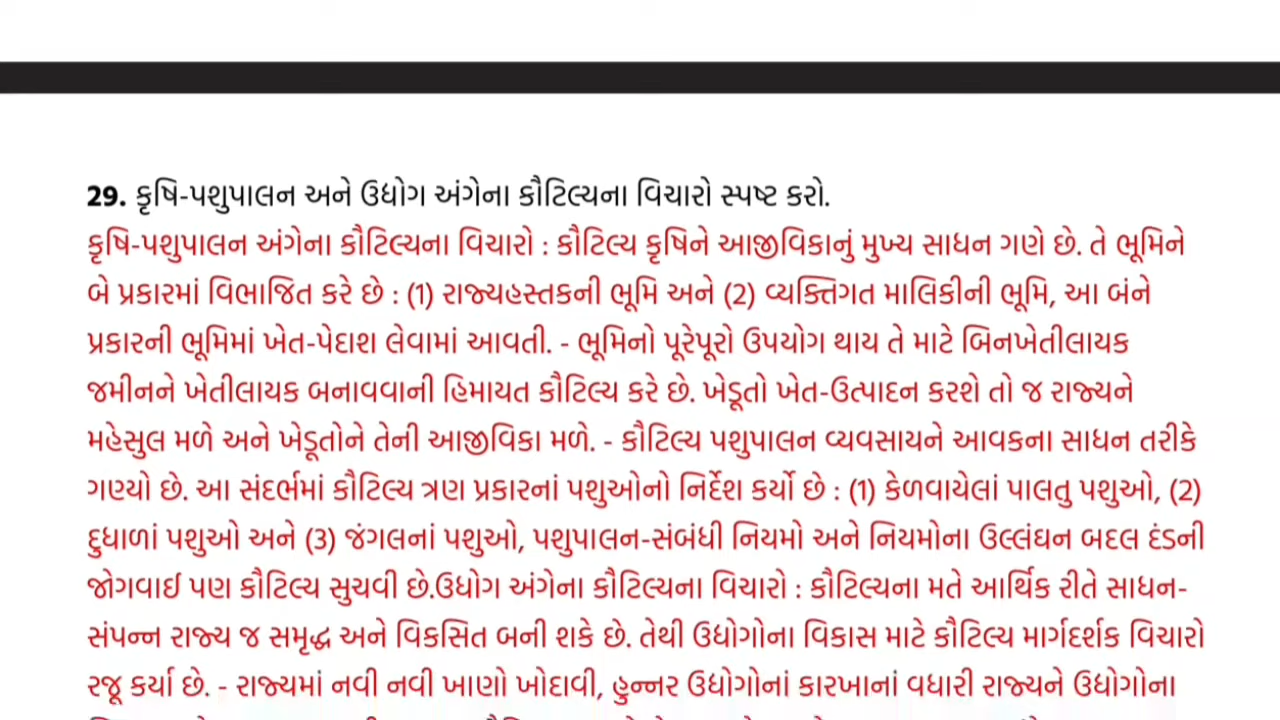 29. કૃષિ-પશુપાલન અને ઉદ્યોગ અંગેના કૌટિલ્યના વિચારો સ્પષ્ટ કરો.
કૃષિ-પશુપાલન અંગેના કૌટિલ્યના વિચારો : કૌટિલ્ય કૃષિને આજીવિકાનું મુખ્ય સાધન ગણે છે. તે ભૂમિને
બે પ્રકારમાં વિભાજિત કરે છે : (1) રાજ્યહસ્તકની ભૂમિ અને (2) વ્યક્તિગત માલિકીની ભૂમિ, આ બંને
પ્રકારની ભૂમિમાં ખેત-પેદાશ લેવામાં આવતી. - ભૂમિનો પૂરેપૂરો ઉપયોગ થાય તે માટે બિનખેતીલાયક
જમીનને ખેતીલાયક બનાવવાની હિમાયત કૌટિલ્ય કરે છે. ખેડૂતો ખેત-ઉત્પાદન કરશે તો જ રાજ્યને
મહેસુલ મળે અને ખેડૂતોને તેની આજીવિકા મળે. - કૌટિલ્ય પશુપાલન વ્યવસાયને આવકના સાધન તરીકે
ગણ્યો છે. આ સંદર્ભમાં કૌટિલ્ય ત્રણ પ્રકારનાં પશુઓનો નિર્દેશ કર્યો છે : (1) કેળવાયેલાં પાલતુ પશુઓ, (2)
દુધાળાં પશુઓ અને (3) જંગલનાં પશુઓ, પશુપાલન-સંબંધી નિયમો અને નિયમોના ઉલ્લંઘન બદલ દંડની
જોગવાઈ પણ કૌટિલ્ય સુચવી છે.ઉદ્યોગ અંગેના કૌટિલ્યના વિચારો : કૌટિલ્યના મતે આર્થિક રીતે સાધન-
સંપન્ન રાજ્ય જ સમૃદ્ધ અને વિકસિત બની શકે છે. તેથી ઉદ્યોગોના વિકાસ માટે કૌટિલ્ય માર્ગદર્શક વિચારો
રજૂ કર્યા છે. - રાજ્યમાં નવી નવી ખાણો ખોદાવી, હુન્નર ઉદ્યોગોનાં કારખાનાં વધારી રાજ્યને ઉદ્યોગોના